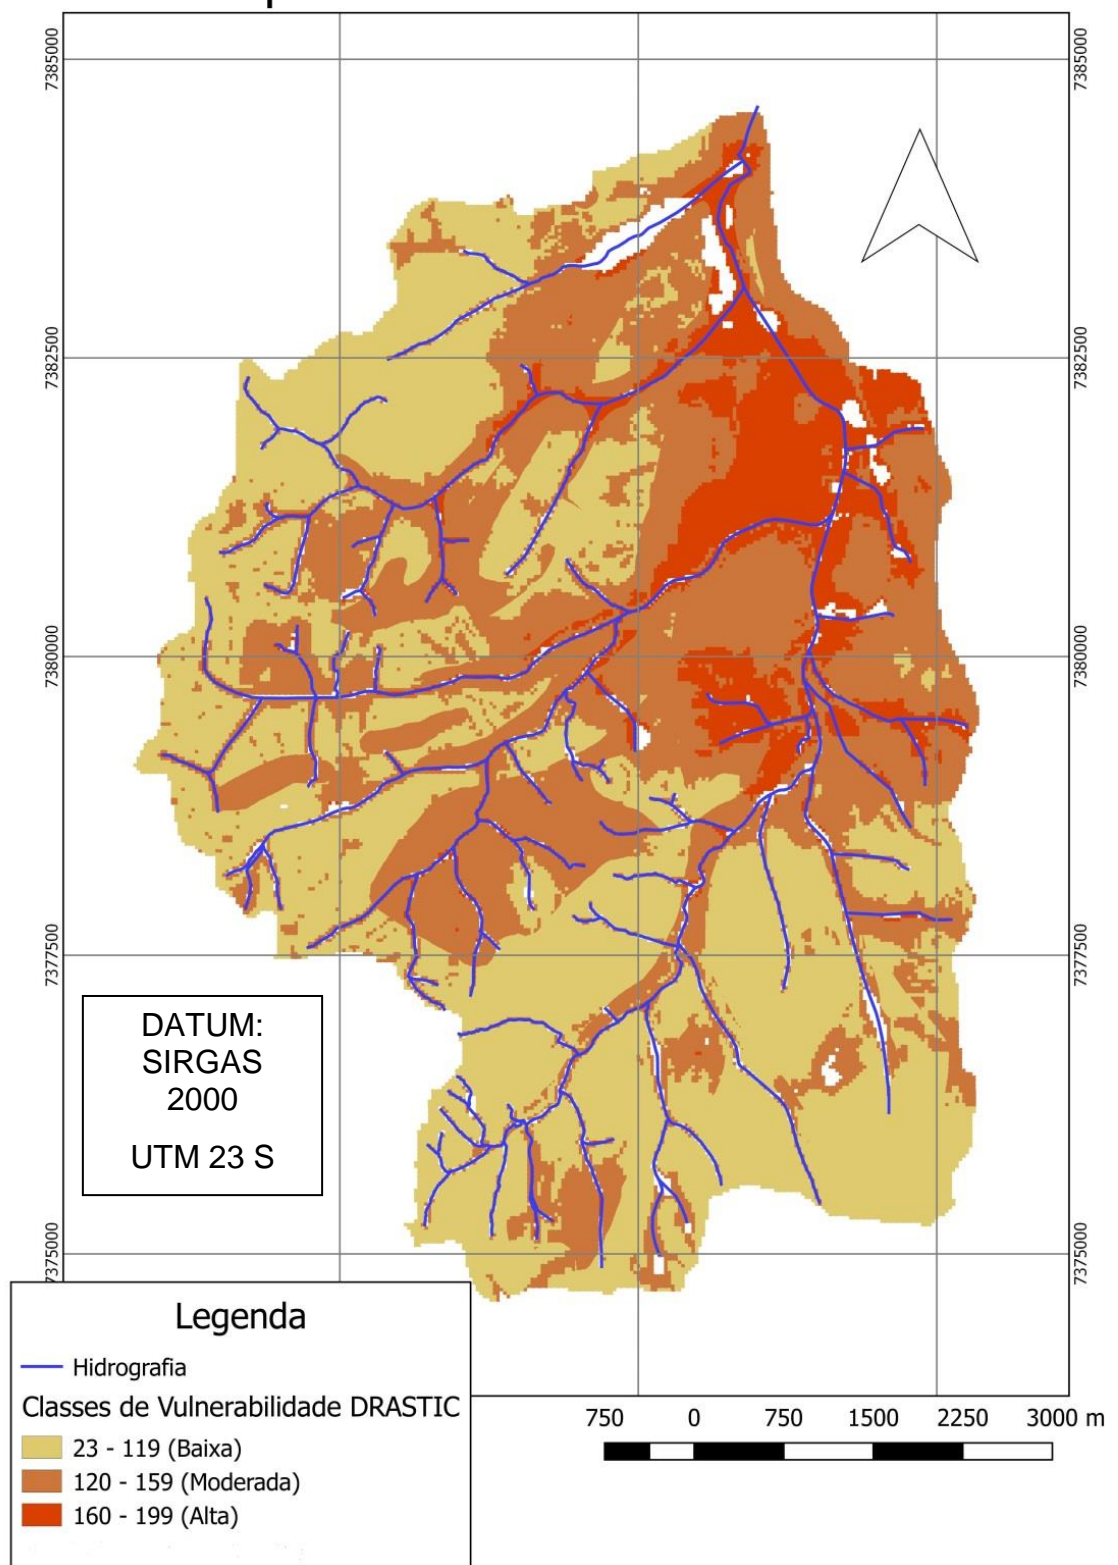 7385000
7385000
7382500
7382500
7380000
7380000
7377500
7377500
7375000
7375000
DATUM:
SIRGAS
2000
UTM 23 S
Legenda
Hidrografia
Classes de Vulnerabilidade DRASTIC
23 - 119 (Baixa)
120 - 159 (Moderada)
160 - 199 (Alta)
750 0 750 1500 2250 3000 m